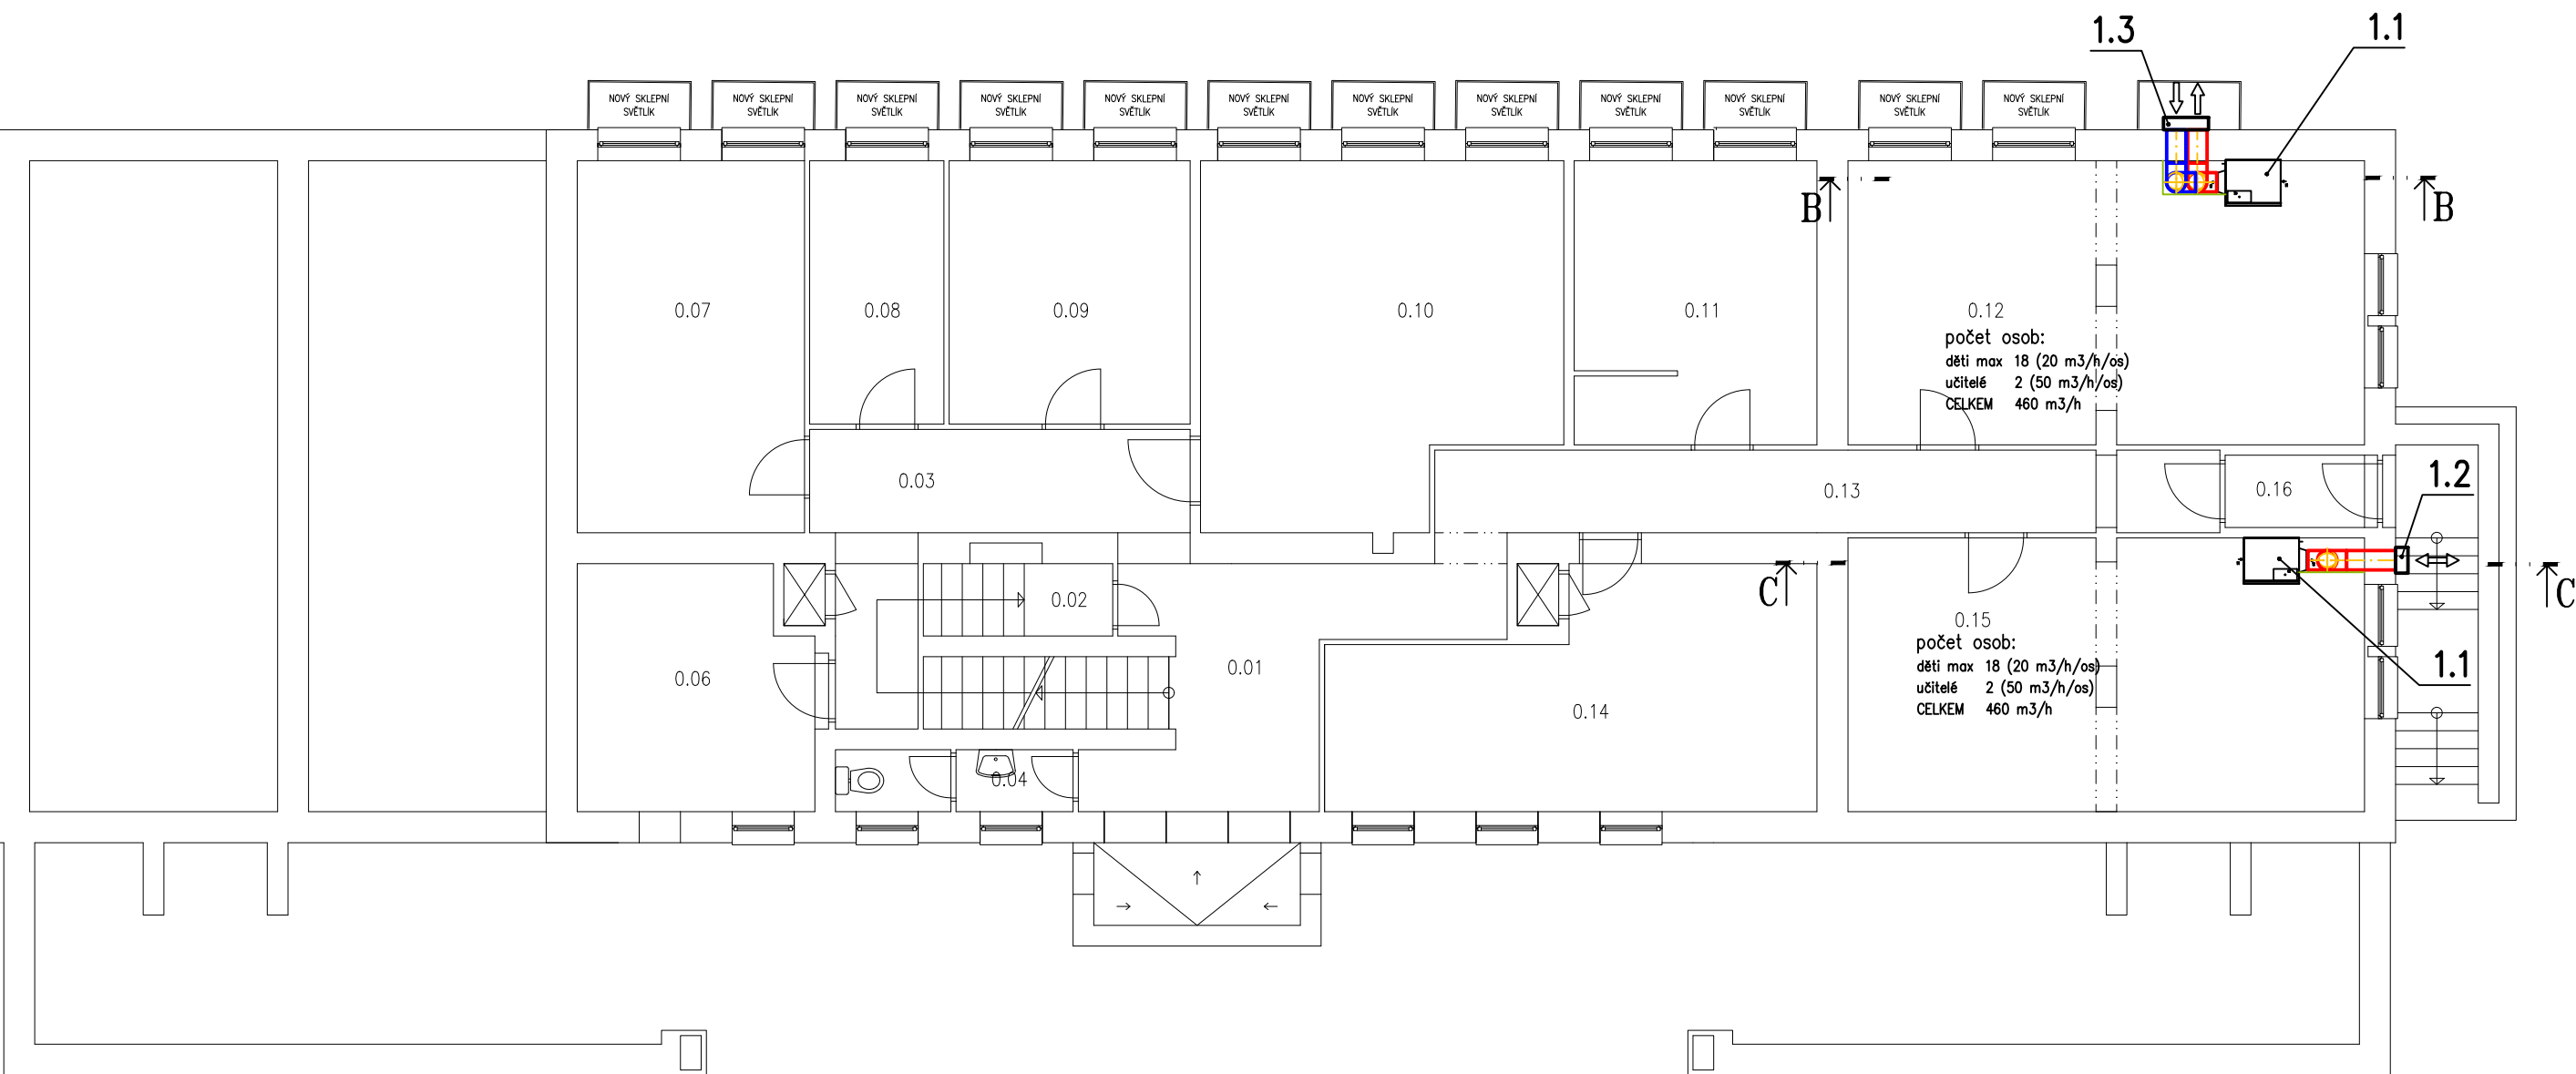 1.3
1.1
NOVÝ SKLEPNÍ
SVĚTLÍK
NOVÝ SKLEPNÍ
SVĚTLÍK
NOVÝ SKLEPNÍ
SVĚTLÍK
NOVÝ SKLEPNÍ
SVĚTLÍK
NOVÝ SKLEPNÍ
SVĚTLÍK
NOVÝ SKLEPNÍ
SVĚTLÍK
NOVÝ SKLEPNÍ
SVĚTLÍK
NOVÝ SKLEPNÍ
SVĚTLÍK
NOVÝ SKLEPNÍ
SVĚTLÍK
NOVÝ SKLEPNÍ
SVĚTLÍK
NOVÝ SKLEPNÍ
SVĚTLÍK
NOVÝ SKLEPNÍ
SVĚTLÍK
B
B
0.07
0.08
0.09
0.10
0.11
0.12
počet osob:
děti max 18 (20 m3/h/os)
učitelé 2 (50 m3/h/os)
CELKEM 460 m3/h
0.03
0.13
0.16
1.2
C
C
0.02
0.06
0.01
0.14
0.15
počet osob:
děti max 18 (20 m3/h/os)
učitelé 2 (50 m3/h/os)
CELKEM 460 m3/h
1.1
0.04